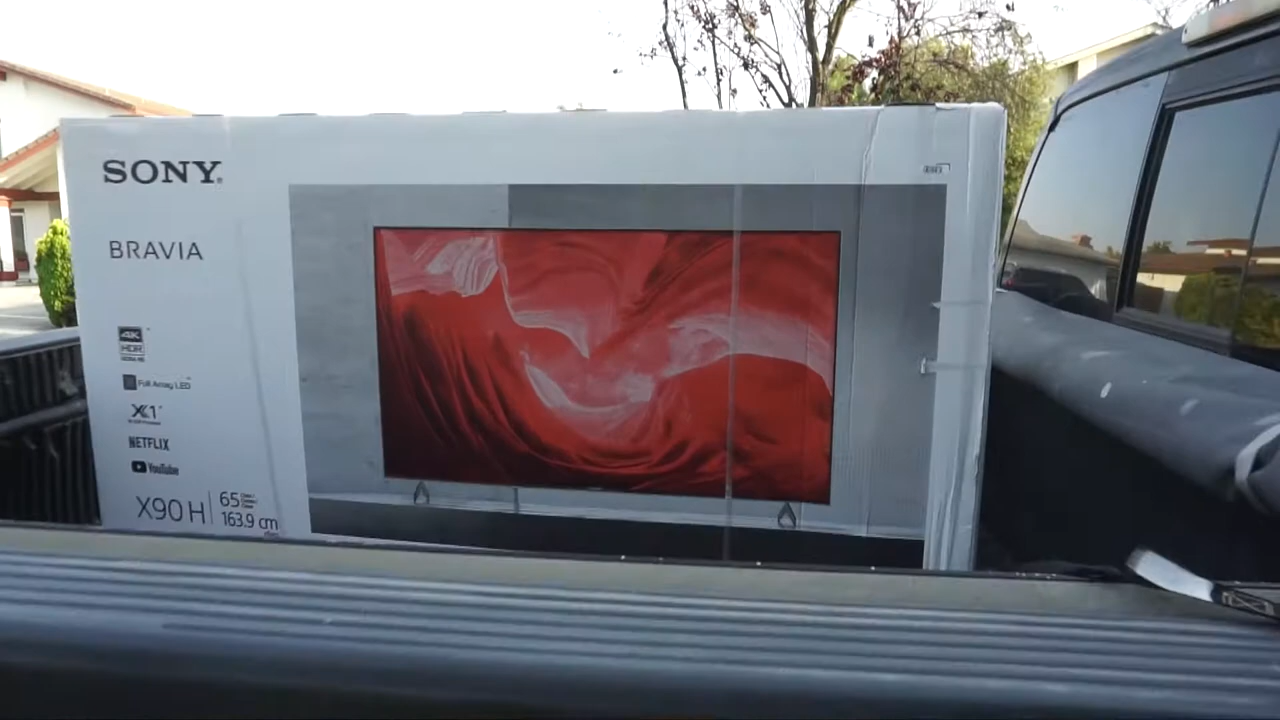 SONY
BRAVIA
4K
HDR
Full Array LED
X1
NETFLIX
YouTube
X90H
65
163.9 cm